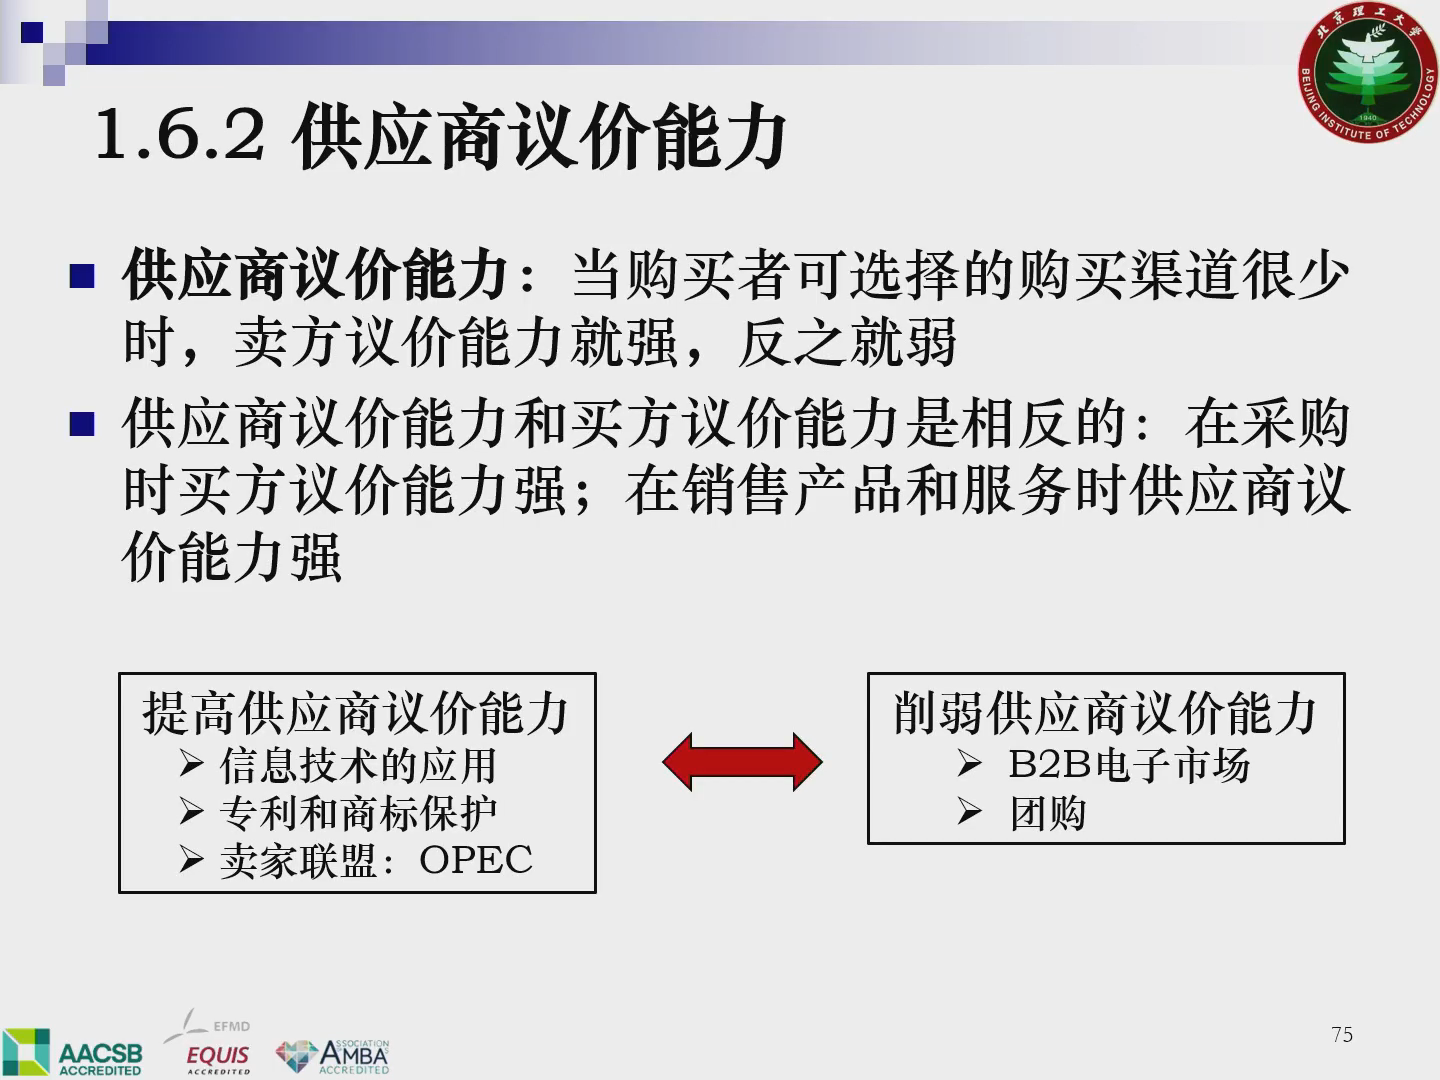 北京理工大学
BEIJING INSTITUTE OF TECHNOLOGY
1940
1.6.2 供应商议价能力
供应商议价能力：当购买者可选择的购买渠道很少
时，卖方议价能力就强，反之就弱
供应商议价能力和买方议价能力是相反的：在采购
时买方议价能力强；在销售产品和服务时供应商议
价能力强
提高供应商议价能力
信息技术的应用
专利和商标保护
卖家联盟：OPEC
削弱供应商议价能力
B2B电子市场
团购
AACSB
ACCREDITED
EFMD
EQUIS
ACCREDITED
ASSOCIATION
AMBA
ACCREDITED
75